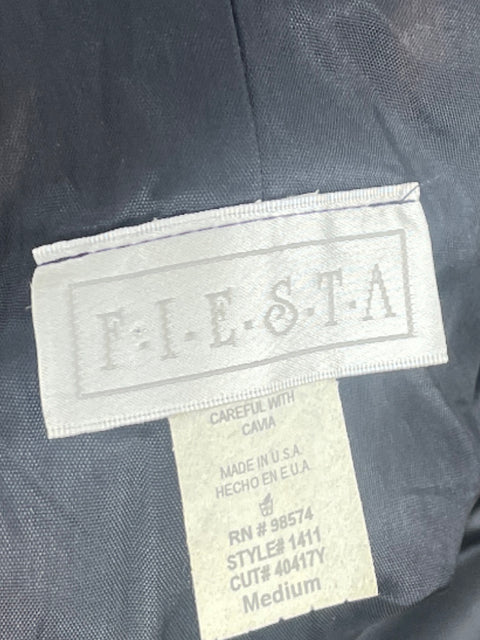 F·I·E·S·T·A
CAREFUL WITH
CAVIA
MADE IN U.S.A.
HECHO EN E.U.A.
RN # 98574
STYLE# 1411
CUT# 40417Y
Medium